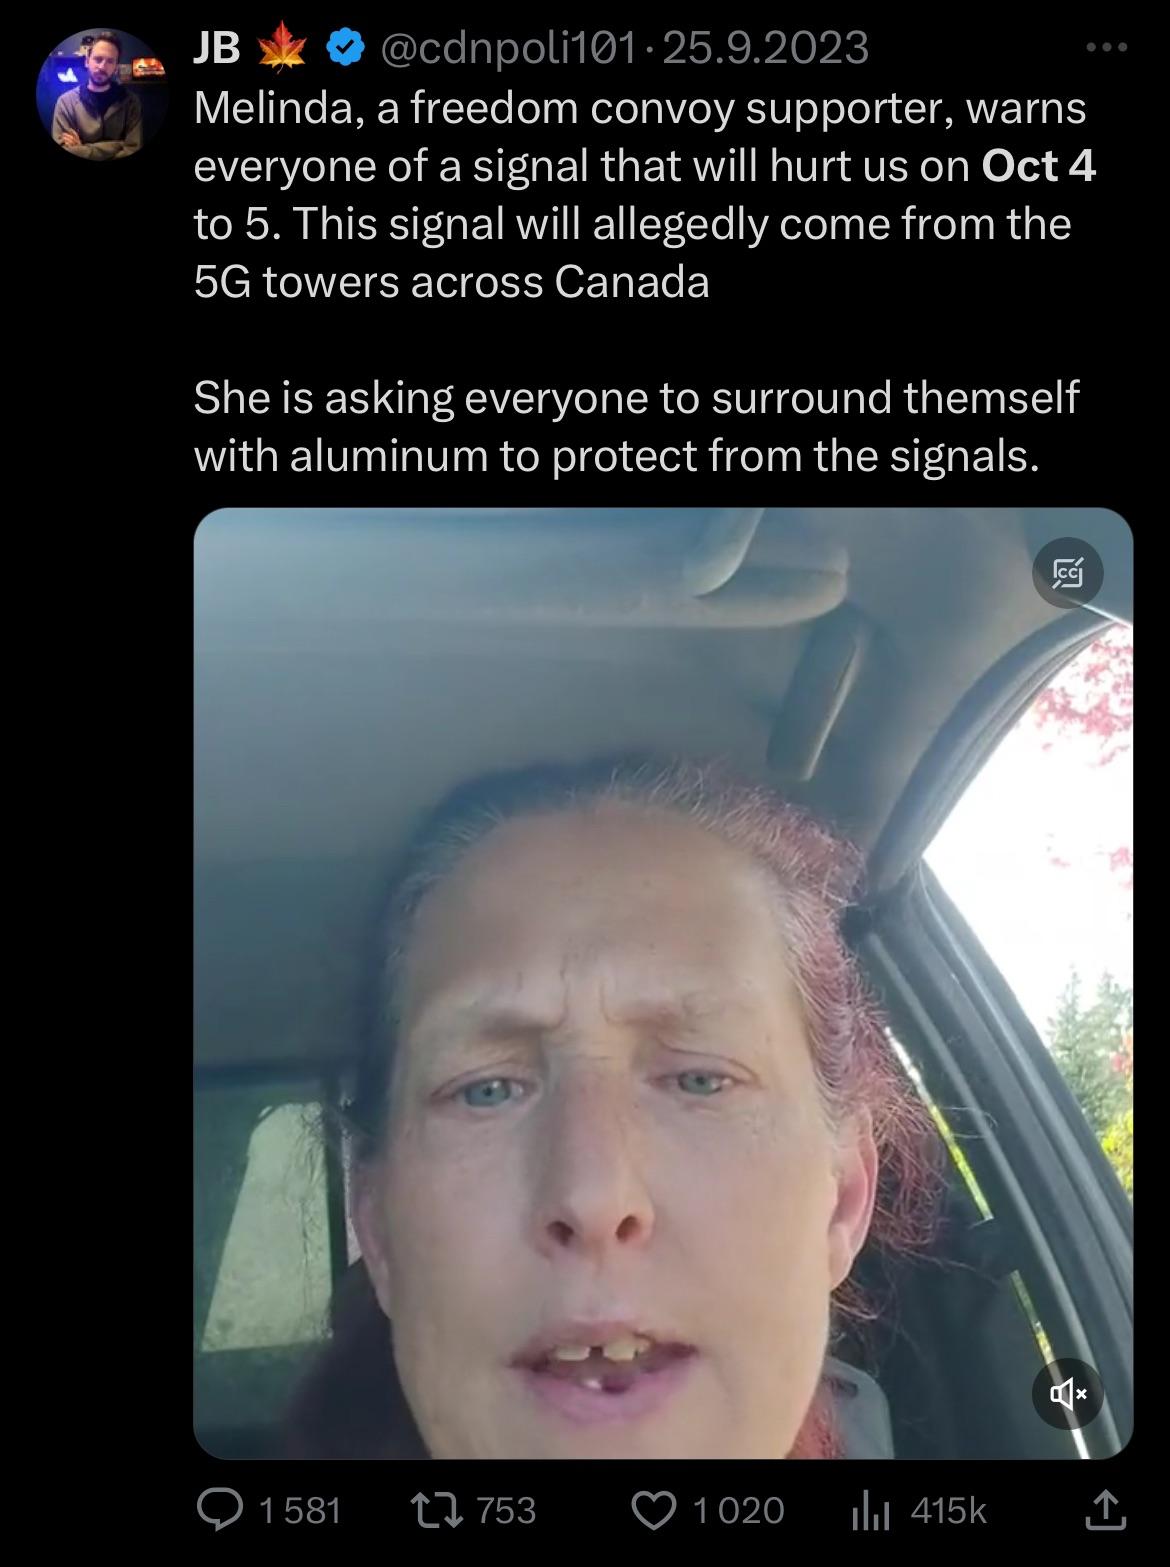 JB 🍁 @cdnpoli101 · 25.9.2023
Melinda, a freedom convoy supporter, warns
everyone of a signal that will hurt us on Oct 4
to 5. This signal will allegedly come from the
5G towers across Canada
She is asking everyone to surround themself
with aluminum to protect from the signals.
CC
1 581 753 1 020 415k